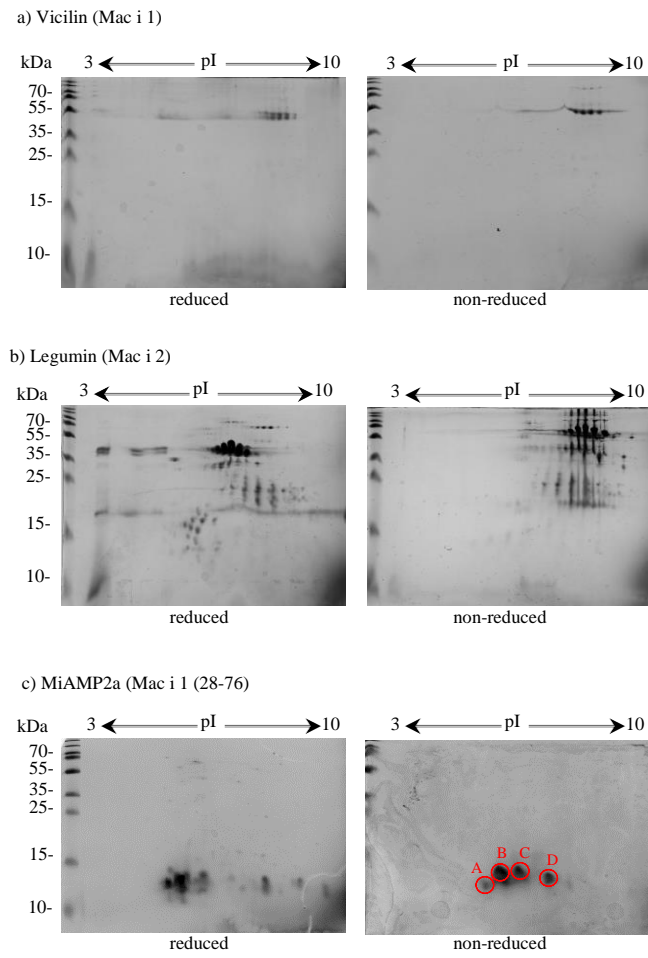 a) Vicilin (Mac i 1)
kDa 3 pI 10 3 pI 10
70-
55-
35-
25-
15-
10-
reduced non-reduced
b) Legumin (Mac i 2)
kDa 3 pI 10 3 pI 10
70-
55-
35-
25-
15-
10-
reduced non-reduced
c) MiAMP2a (Mac i 1 (28-76)
kDa 3 pI 10 3 pI 10
70-
55-
35-
25-
15-
10-
A B C D
reduced non-reduced